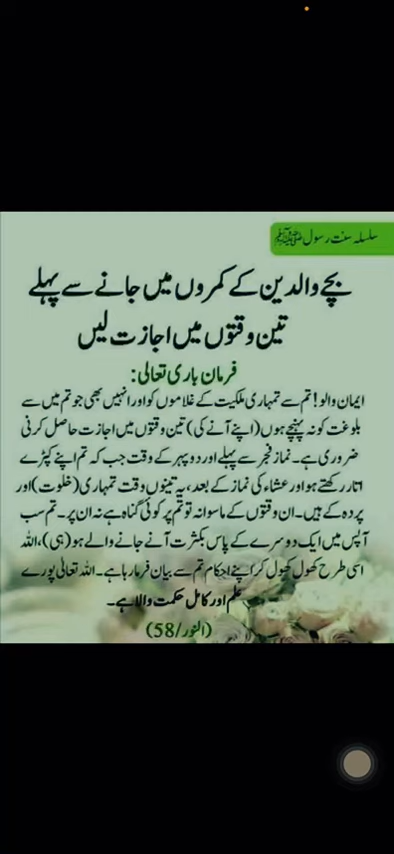 سلسلہ سنت رسول ﷺ
بچے والدین کے کمروں میں جانے سے پہلے
تین وقتوں میں اجازت لیں
فرمان باری تعالی:
ایمان والو! تم سے تمہاری ملکیت کے غلاموں کو اور انہیں بھی جو تم میں سے
بلوغت کو نہ پہنچے ہوں (اپنے آنے کی) تین وقتوں میں اجازت حاصل کرنی
ضروری ہے۔ نماز فجر سے پہلے اور دوپہر کے وقت جب کہ تم اپنے کپڑے
اتار رکھتے ہو اور عشاء کی نماز کے بعد، یہ تینوں وقت تمہاری (خلوت) اور
پردہ کے ہیں۔ ان وقتوں کے ماسوا نہ تو تم پر کوئی گناہ ہے نہ ان پر۔ تم سب
آپس میں ایک دوسرے کے پاس بکثرت آنے جانے والے ہو (ہی)، اللہ
اسی طرح کھول کھول کر اپنے احکام تم سے بیان فرما رہا ہے۔ اللہ تعالی پورے
علم اور کامل حکمت والا ہے۔
(النور/58)